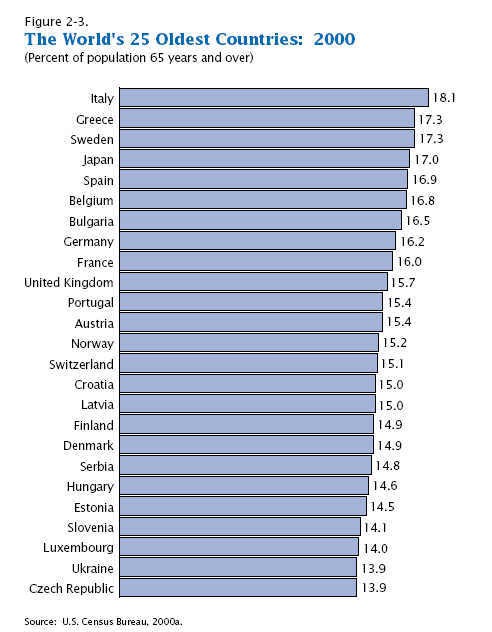 Figure 2-3.
The World's 25 Oldest Countries:  2000
(Percent of population 65 years and over)
Italy 18.1
Greece 17.3
Sweden 17.3
Japan 17.0
Spain 16.9
Belgium 16.8
Bulgaria 16.5
Germany 16.2
France 16.0
United Kingdom 15.7
Portugal 15.4
Austria 15.4
Norway 15.2
Switzerland 15.1
Croatia 15.0
Latvia 15.0
Finland 14.9
Denmark 14.9
Serbia 14.8
Hungary 14.6
Estonia 14.5
Slovenia 14.1
Luxembourg 14.0
Ukraine 13.9
Czech Republic 13.9
Source:  U.S. Census Bureau, 2000a.